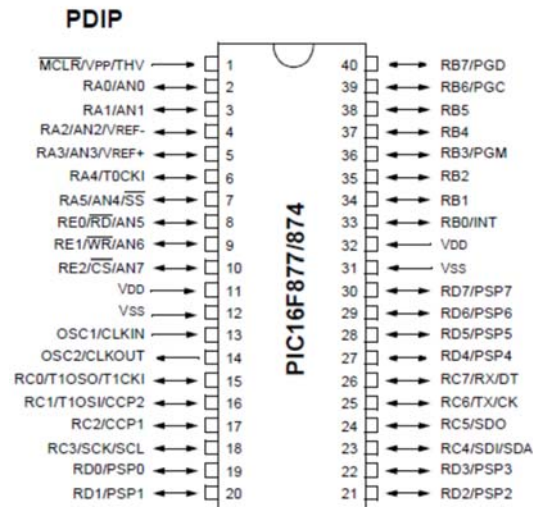 PDIP
MCLR/VPP/THV 1 40 RB7/PGD
RA0/AN0 2 39 RB6/PGC
RA1/AN1 3 38 RB5
RA2/AN2/VREF- 4 37 RB4
RA3/AN3/VREF+ 5 36 RB3/PGM
RA4/T0CKI 6 35 RB2
RA5/AN4/SS 7 34 RB1
RE0/RD/AN5 8 33 RB0/INT
RE1/WR/AN6 9 32 VDD
RE2/CS/AN7 10 31 VSS
VDD 11 30 RD7/PSP7
VSS 12 29 RD6/PSP6
OSC1/CLKIN 13 28 RD5/PSP5
OSC2/CLKOUT 14 27 RD4/PSP4
RC0/T1OSO/T1CKI 15 26 RC7/RX/DT
RC1/T1OSI/CCP2 16 25 RC6/TX/CK
RC2/CCP1 17 24 RC5/SDO
RC3/SCK/SCL 18 23 RC4/SDI/SDA
RD0/PSP0 19 22 RD3/PSP3
RD1/PSP1 20 21 RD2/PSP2
PIC16F877/874